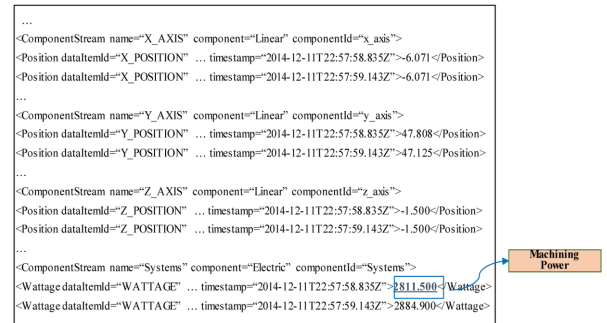 …
<ComponentStream name=“X_AXIS” component=“Linear” componentId=“x_axis”>
<Position dataItemId=“X_POSITION” … timestamp=“2014-12-11T22:57:58.835Z”>-6.071</Position>
<Position dataItemId=“X_POSITION” … timestamp=“2014-12-11T22:57:59.143Z”>-6.071</Position>
…
<ComponentStream name=“Y_AXIS” component=“Linear” componentId=“y_axis”>
<Position dataItemId=“Y_POSITION” … timestamp=“2014-12-11T22:57:58.835Z”>47.808</Position>
<Position dataItemId=“Y_POSITION” … timestamp=“2014-12-11T22:57:59.143Z”>47.125</Position>
…
<ComponentStream name=“Z_AXIS” component=“Linear” componentId=“z_axis”>
<Position dataItemId=“Z_POSITION” … timestamp=“2014-12-11T22:57:58.835Z”>-1.500</Position>
<Position dataItemId=“Z_POSITION” … timestamp=“2014-12-11T22:57:59.143Z”>-1.500</Position>
…
<ComponentStream name=“Systems” component=“Electric” componentId=“Systems”>
<Wattage dataItemId=“WATTAGE” … timestamp=“2014-12-11T22:57:58.835Z”>2811.500</Wattage>
<Wattage dataItemId=“WATTAGE” … timestamp=“2014-12-11T22:57:59.143Z”>2884.900</Wattage>
Machining
Power